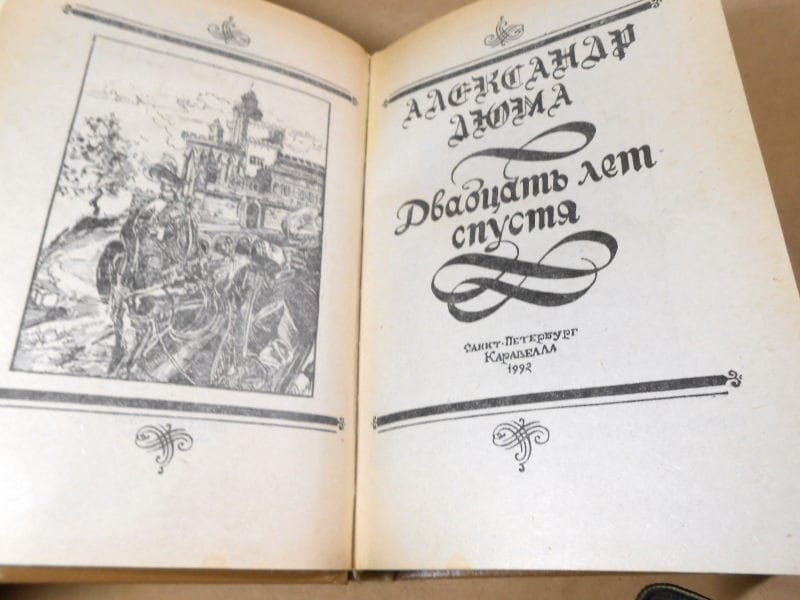 АЛЕКСАНДР
ДЮМА
Двадцать лет
спустя
САНКТ-ПЕТЕРБУРГ
КАРАВЕЛЛА
1992